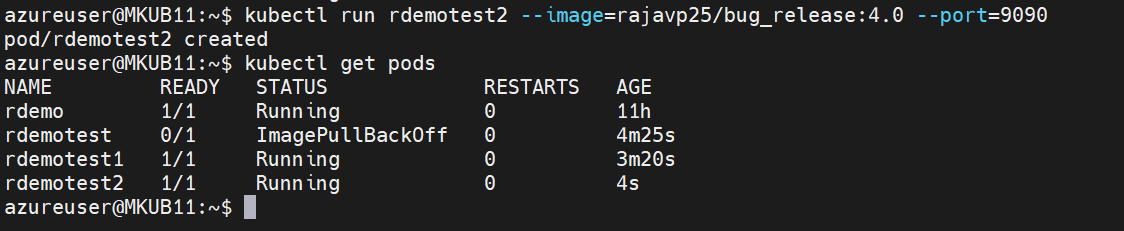 azureuser@MKUB11:~$ kubectl run rdemotest2 --image=rajavp25/bug_release:4.0 --port=9090
pod/rdemotest2 created
azureuser@MKUB11:~$ kubectl get pods
NAME         READY   STATUS             RESTARTS   AGE
rdemo        1/1     Running            0          11h
rdemotest    0/1     ImagePullBackOff   0          4m25s
rdemotest1   1/1     Running            0          3m20s
rdemotest2   1/1     Running            0          4s
azureuser@MKUB11:~$